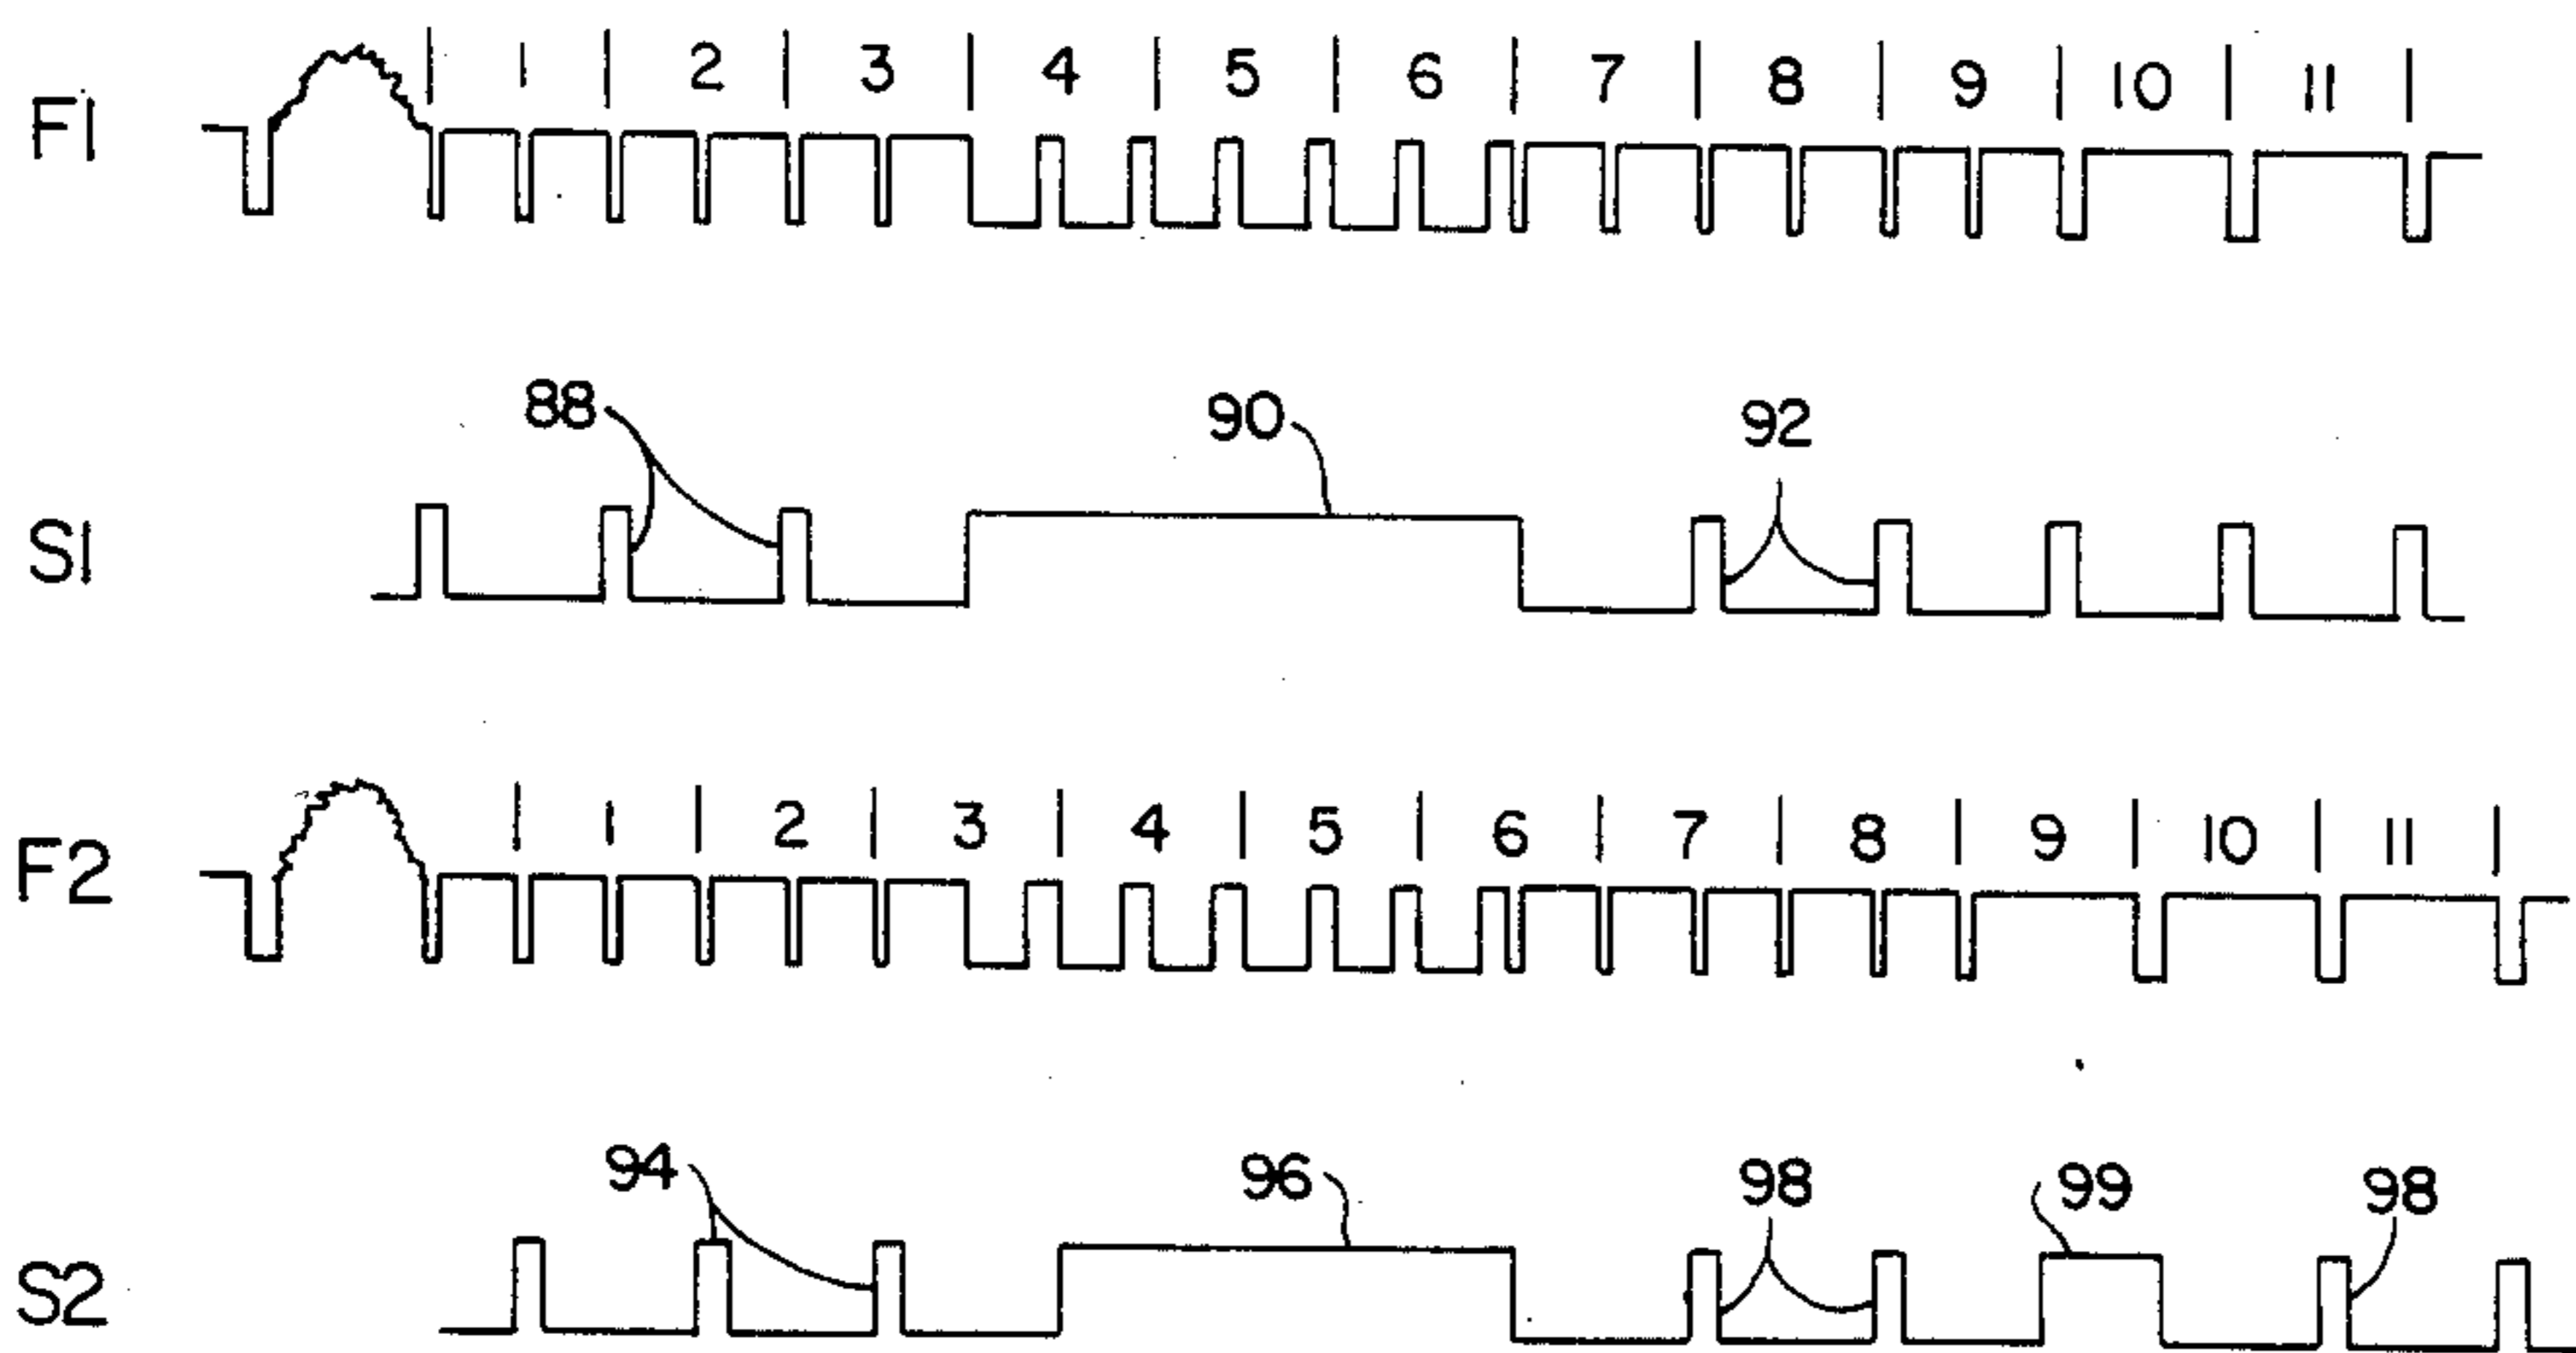 F1 | 1 | 2 | 3 | 4 | 5 | 6 | 7 | 8 | 9 | 10 | 11 |
88 90 92
S1
F2 | 1 | 2 | 3 | 4 | 5 | 6 | 7 | 8 | 9 | 10 | 11 |
94 96 98 99 98
S2